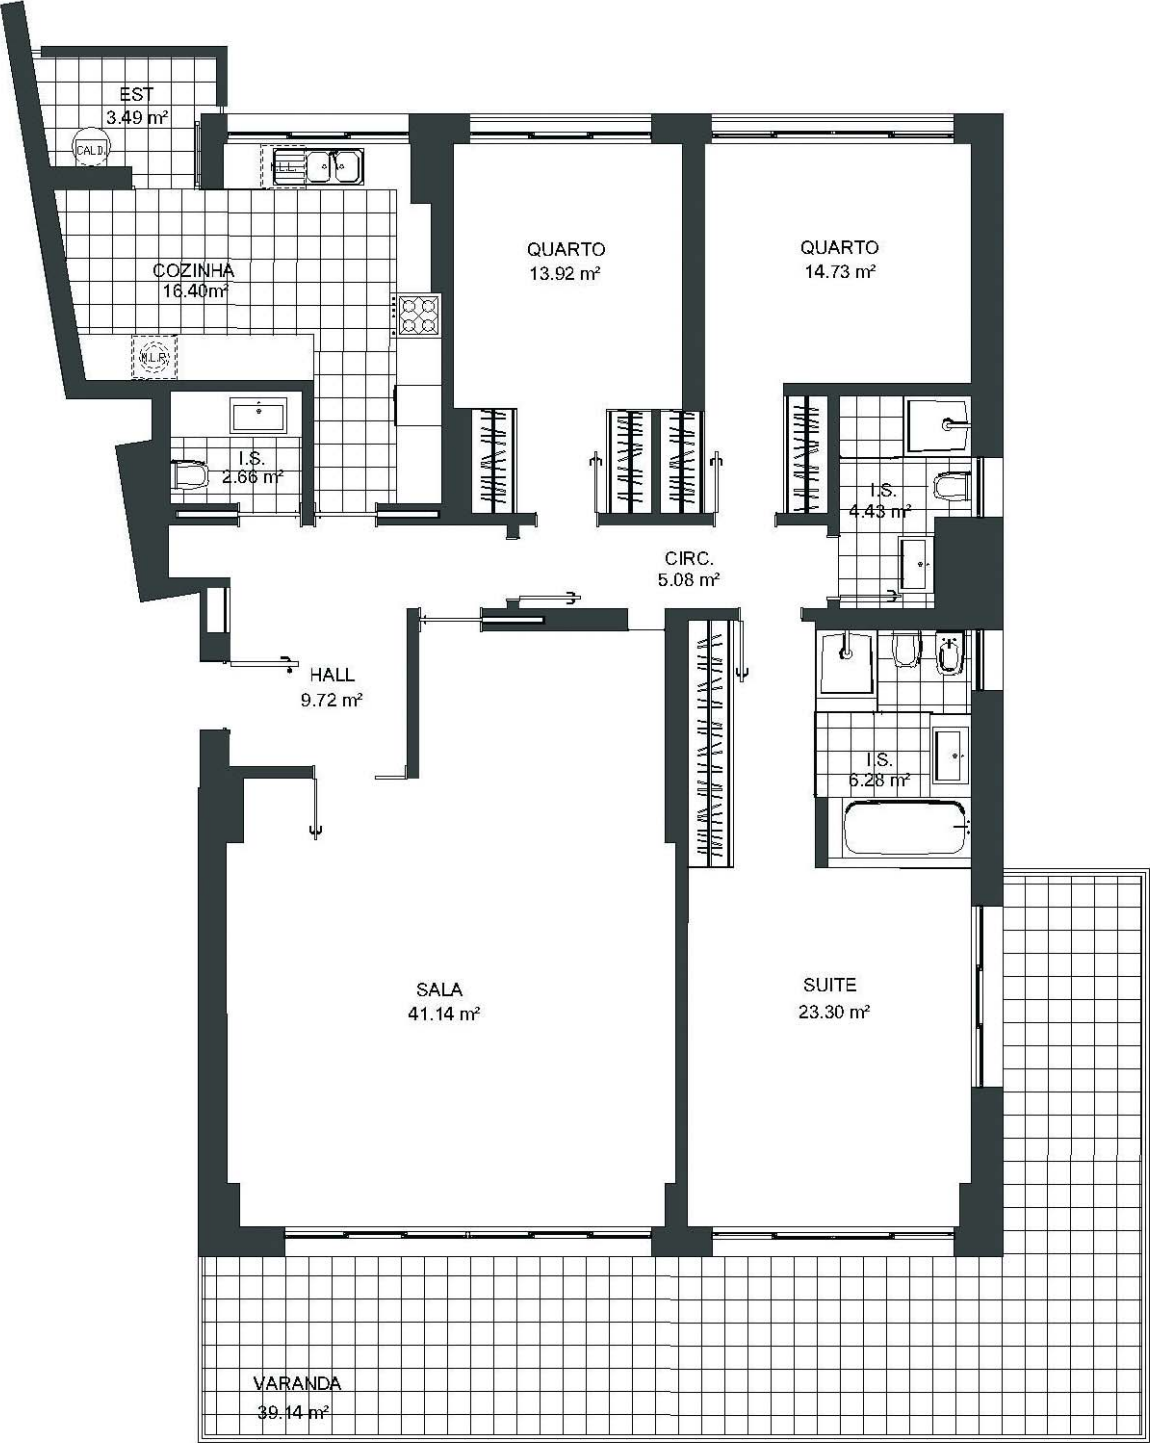 EST
3.49 m²
CALD.
M.L.L.
QUARTO
13.92 m²
QUARTO
14.73 m²
COZINHA
16.40m²
M.L.R.
I.S.
2.66 m²
I.S.
4.43 m²
CIRC.
5.08 m²
HALL
9.72 m²
I.S.
6.28 m²
SALA
41.14 m²
SUITE
23.30 m²
VARANDA
39.14 m²